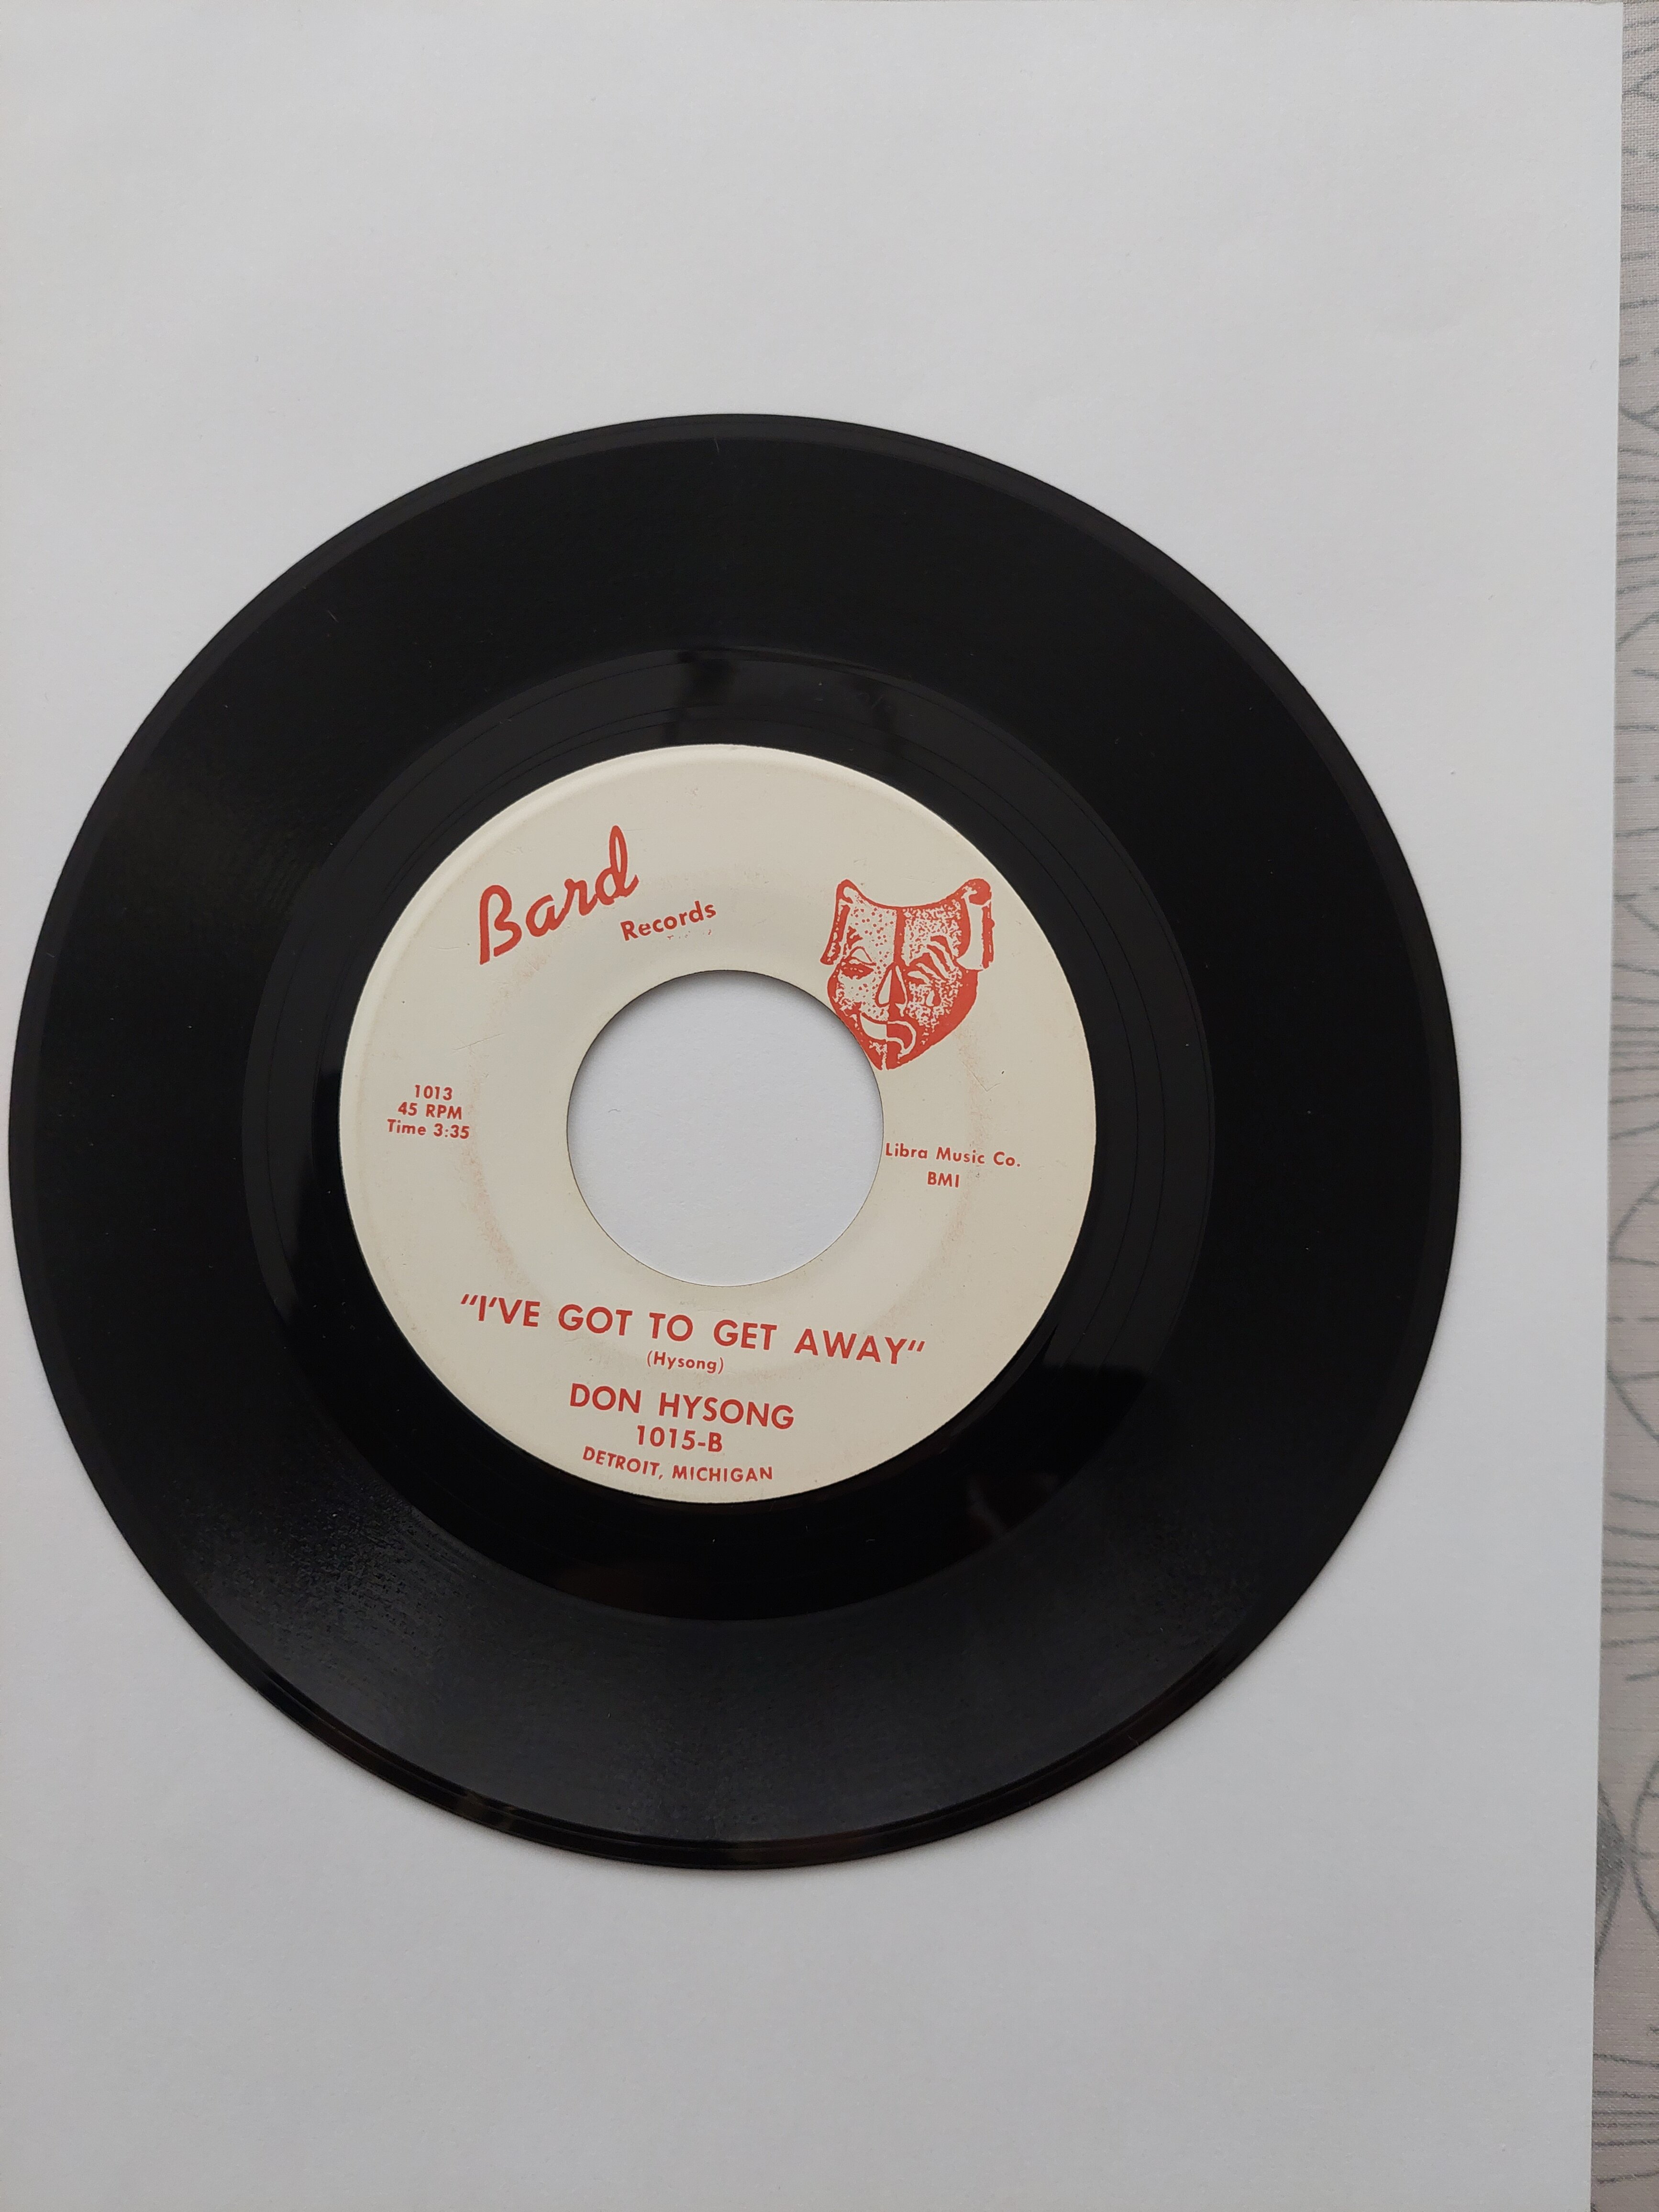 Bard
Records
1013
45 RPM
Time 3:35
Libra Music Co.
BMI
"I'VE GOT TO GET AWAY"
(Hysong)
DON HYSONG
1015-B
DETROIT, MICHIGAN